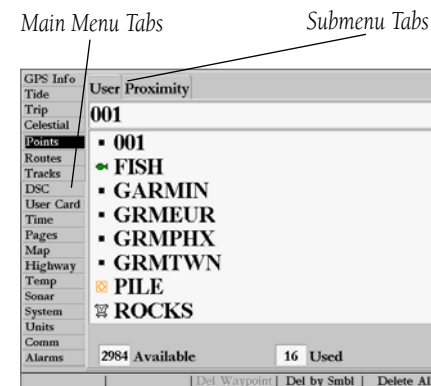 Main Menu Tabs
Submenu Tabs
GPS Info
Tide
Trip
Celestial
Points
Routes
Tracks
DSC
User Card
Time
Pages
Map
Highway
Temp
Sonar
System
Units
Comm
Alarms
User Proximity
001
001
FISH
GARMIN
GRMEUR
GRMPHX
GRMTWN
PILE
ROCKS
2984 Available 16 Used
Del Waypoint Del by Smbl Delete Al